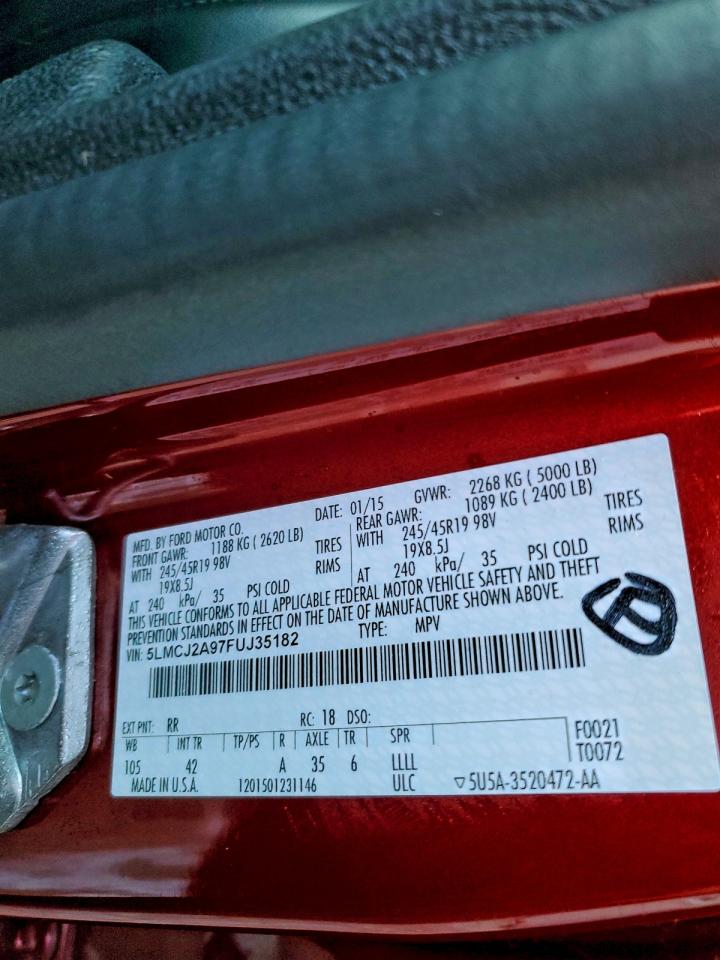 MFD. BY FORD MOTOR CO.
DATE: 01/15 GVWR: 2268 KG ( 5000 LB)
FRONT GAWR: 1188 KG ( 2620 LB)
WITH 245/45R19 98V TIRES
19X8.5J RIMS
AT 240 kPa/ 35 PSI COLD
REAR GAWR: 1089 KG ( 2400 LB)
WITH 245/45R19 98V TIRES
19X8.5J RIMS
AT 240 kPa/ 35 PSI COLD
THIS VEHICLE CONFORMS TO ALL APPLICABLE FEDERAL MOTOR VEHICLE SAFETY AND THEFT
PREVENTION STANDARDS IN EFFECT ON THE DATE OF MANUFACTURE SHOWN ABOVE.
VIN: 5LMCJ2A97FUJ35182 TYPE: MPV
EXT PNT: RR RC: 18 DSO:
WB INT TR TP/PS R AXLE TR SPR F0021
105 42 A 35 6 LLLL T0072
MADE IN U.S.A. 1201501231146 ULC ▽5U5A-3520472-AA